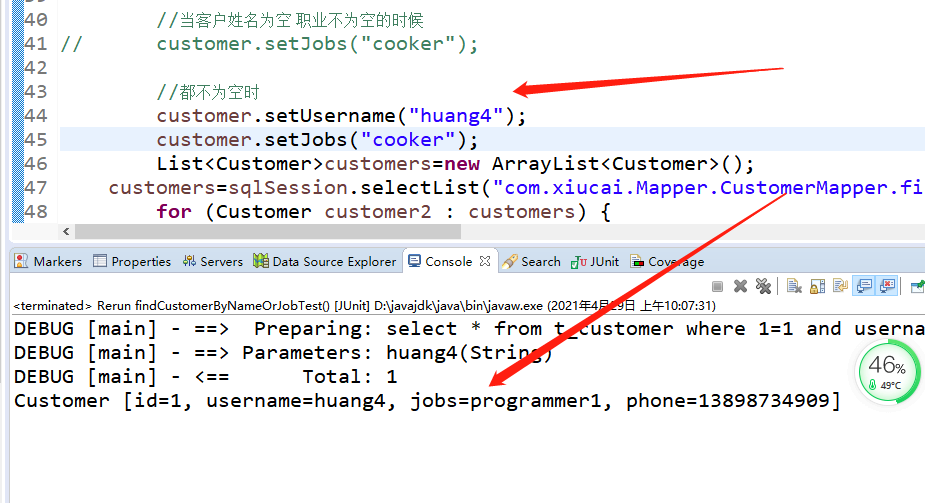 40 //当客户姓名为空 职业不为空的时候
41 // customer.setJobs("cooker");
42
43 //都不为空时
44 customer.setUsername("huang4");
45 customer.setJobs("cooker");
46 List<Customer>customers=new ArrayList<Customer>();
47 customers=sqlSession.selectList("com.xiucai.Mapper.CustomerMapper.fi
48 for (Customer customer2 : customers) {
Markers Properties Servers Data Source Explorer Console Search JUnit Coverage
<terminated> Rerun findCustomerByNameOrJobTest() [JUnit] D:\javajdk\java\bin\javaw.exe (2021年4月29日 上午10:07:31)
DEBUG [main] - ==> Preparing: select * from t_customer where 1=1 and userna
DEBUG [main] - ==> Parameters: huang4(String)
DEBUG [main] - <== Total: 1
Customer [id=1, username=huang4, jobs=programmer1, phone=13898734909]
46%
49°C